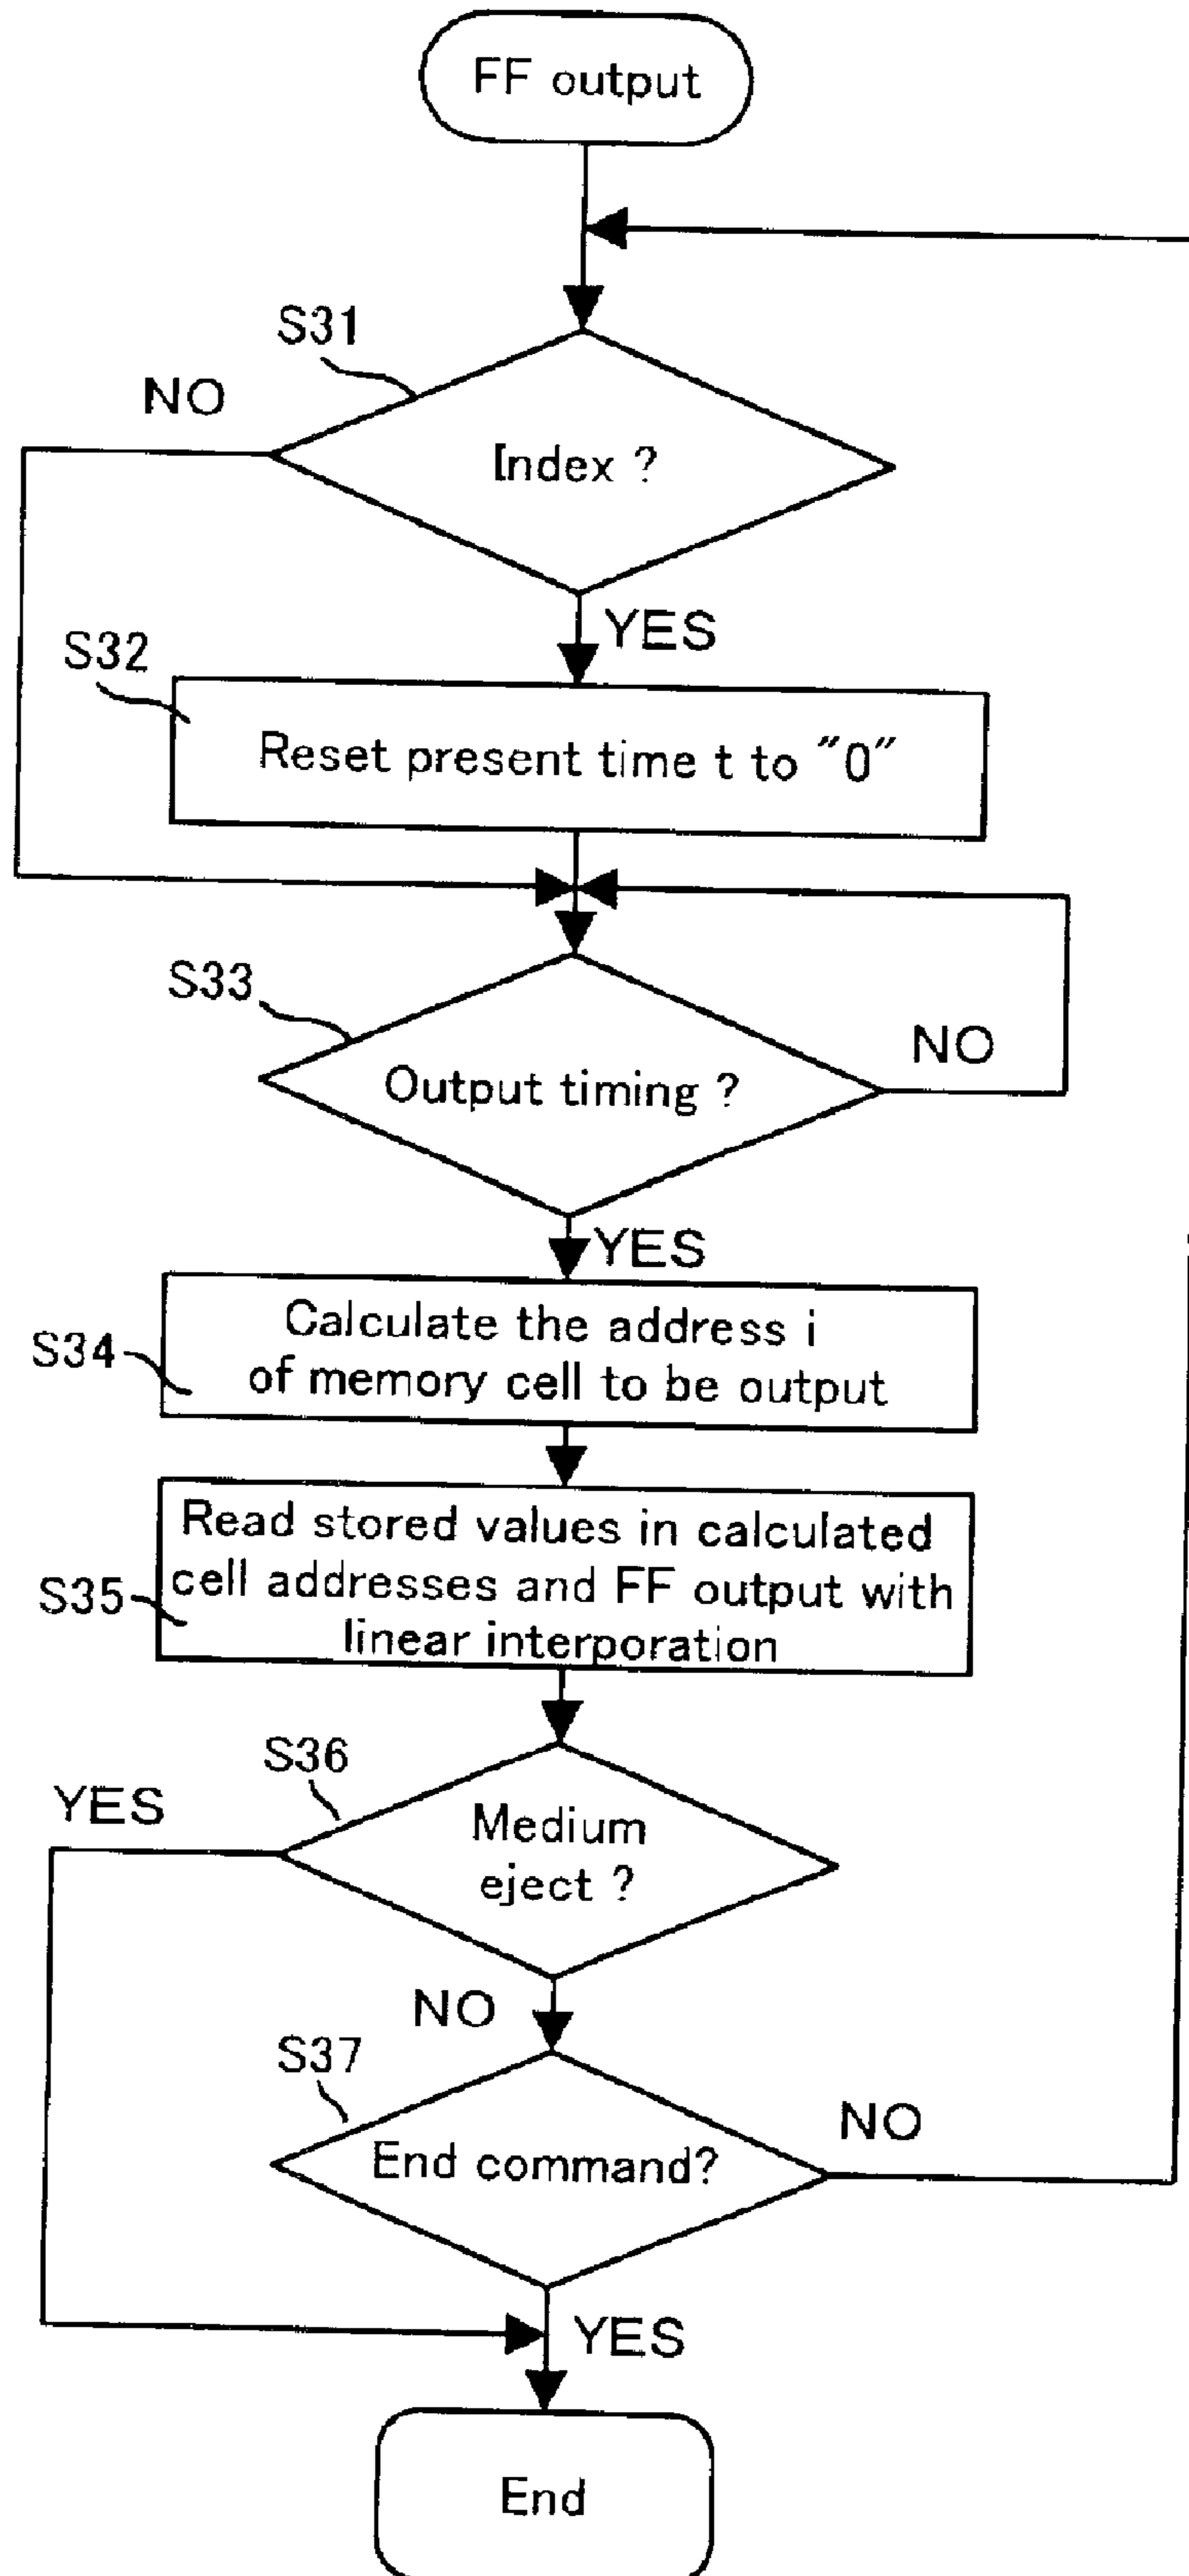 FF output
S31
NO
Index ?
YES
S32
Reset present time t to "0"
S33
NO
Output timing ?
YES
S34
Calculate the address i
of memory cell to be output
S35
Read stored values in calculated
cell addresses and FF output with
linear interporation
S36
YES
Medium
eject ?
NO
S37
NO
End command?
YES
End